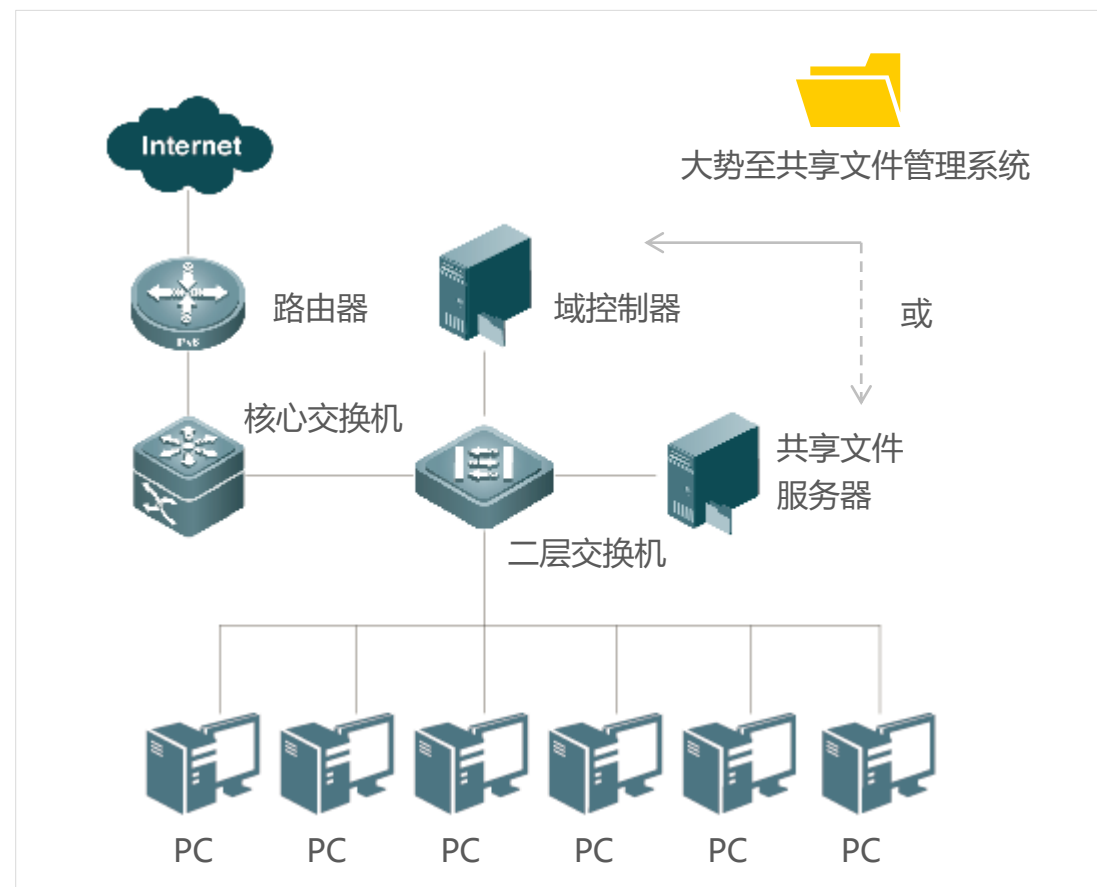 Internet
大势至共享文件管理系统
路由器
IPv6
域控制器
或
核心交换机
共享文件
服务器
二层交换机
PC
PC
PC
PC
PC
PC